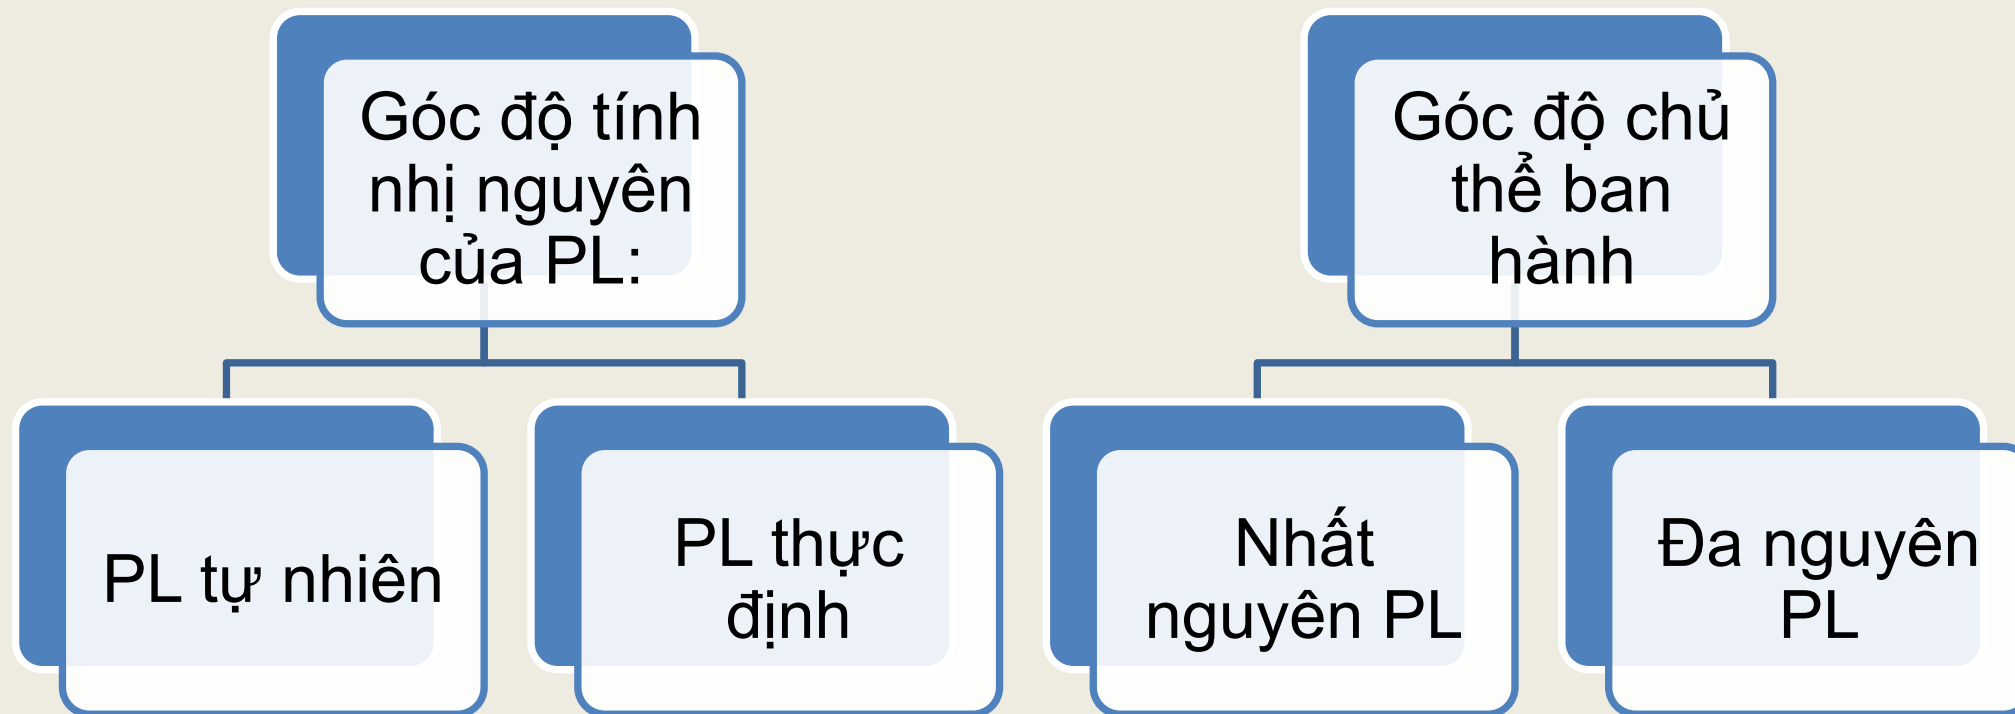 Góc độ tính
nhị nguyên
của PL:
PL tự nhiên
PL thực
định
Góc độ chủ
thể ban
hành
Nhất
nguyên PL
Đa nguyên
PL